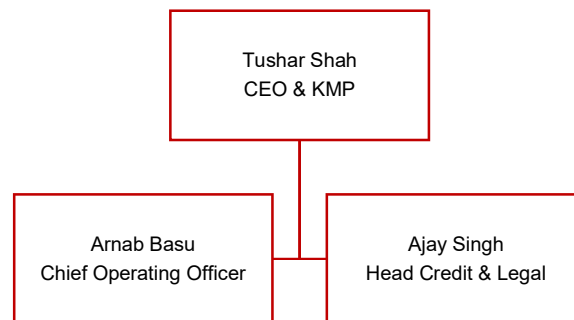 Tushar Shah
CEO & KMP
Arnab Basu
Chief Operating Officer
Ajay Singh
Head Credit & Legal